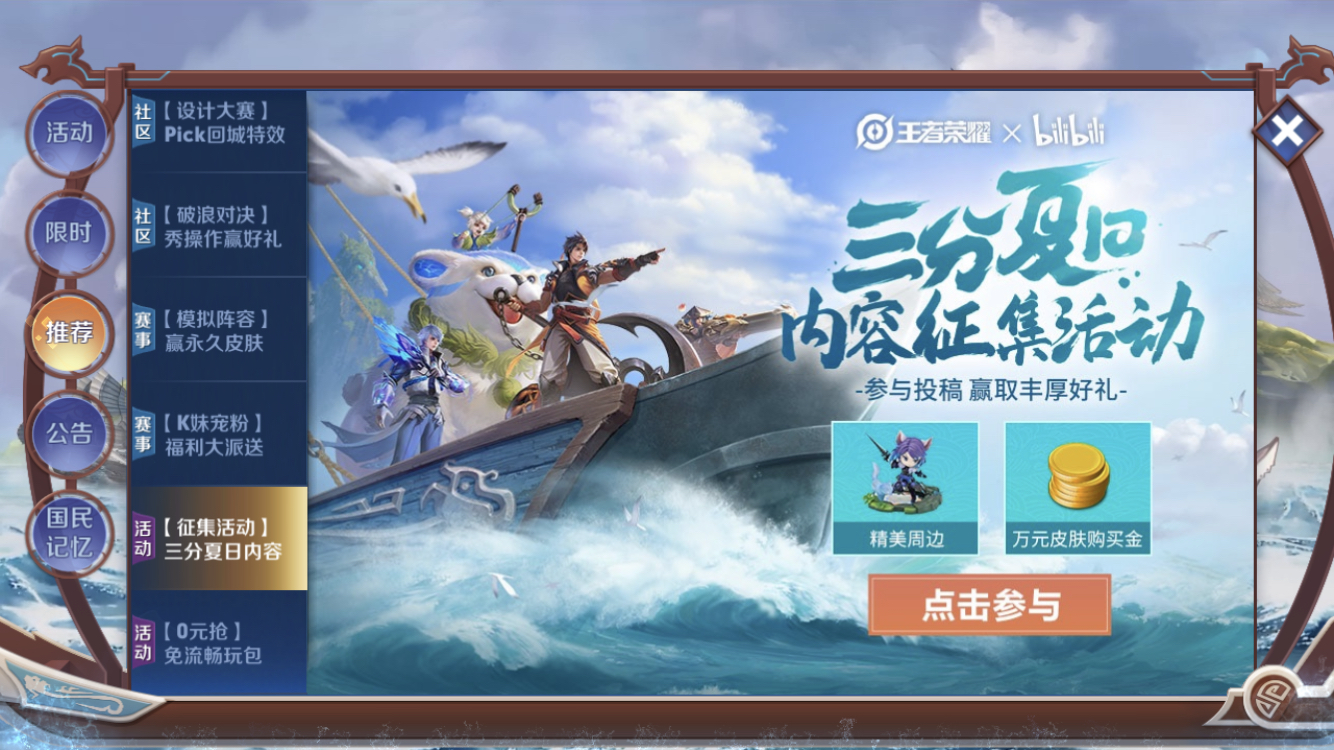 活动
限时
推荐
公告
国民
记忆
社区
【设计大赛】
Pick回城特效
社区
【破浪对决】
秀操作赢好礼
赛事
【模拟阵容】
赢永久皮肤
赛事
【K妹宠粉】
福利大派送
活动
【征集活动】
三分夏日内容
活动
【0元抢】
免流畅玩包
王者荣耀 × bilibili
三分夏日
内容征集活动
-参与投稿 赢取丰厚好礼-
精美周边
万元皮肤购买金
点击参与